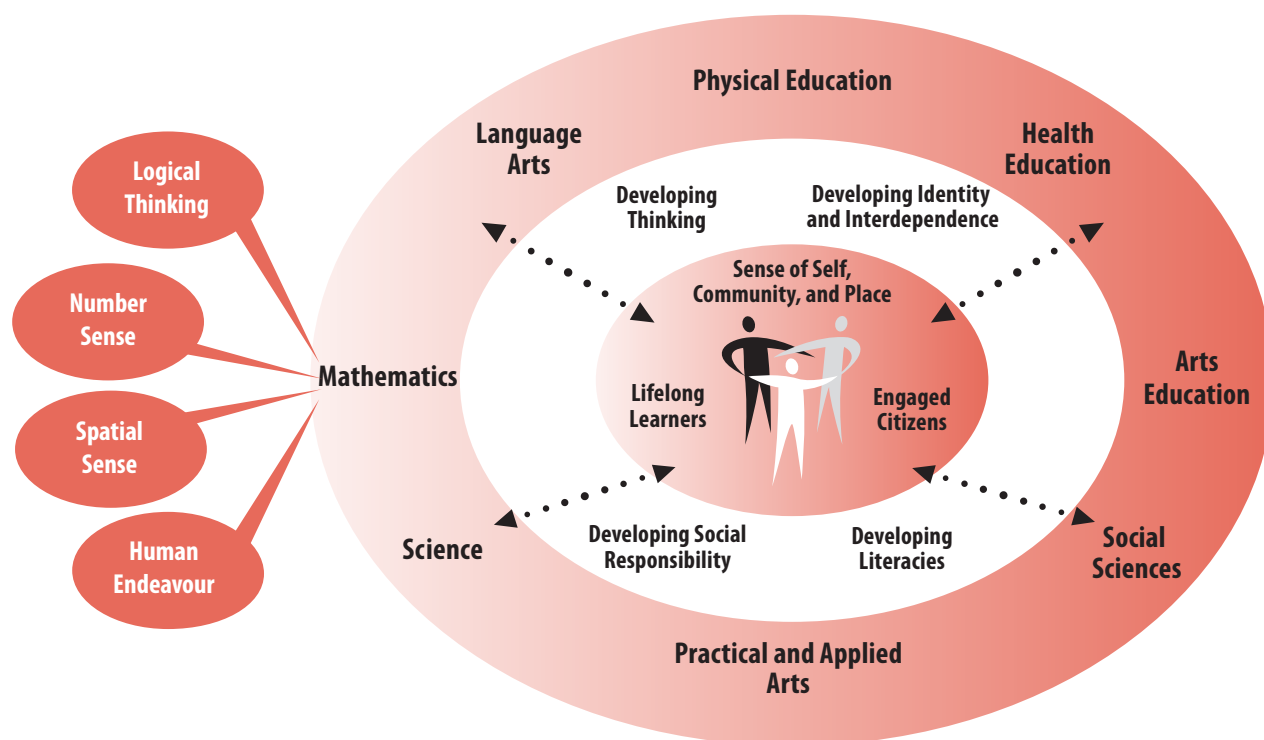 Physical Education
Language
Arts
Health
Education
Logical
Thinking
Developing
Thinking
Developing Identity
and Interdependence
Sense of Self,
Community, and Place
Number
Sense
Mathematics
Lifelong
Learners
Engaged
Citizens
Arts
Education
Spatial
Sense
Human
Endeavour
Science
Developing Social
Responsibility
Developing
Literacies
Social
Sciences
Practical and Applied
Arts